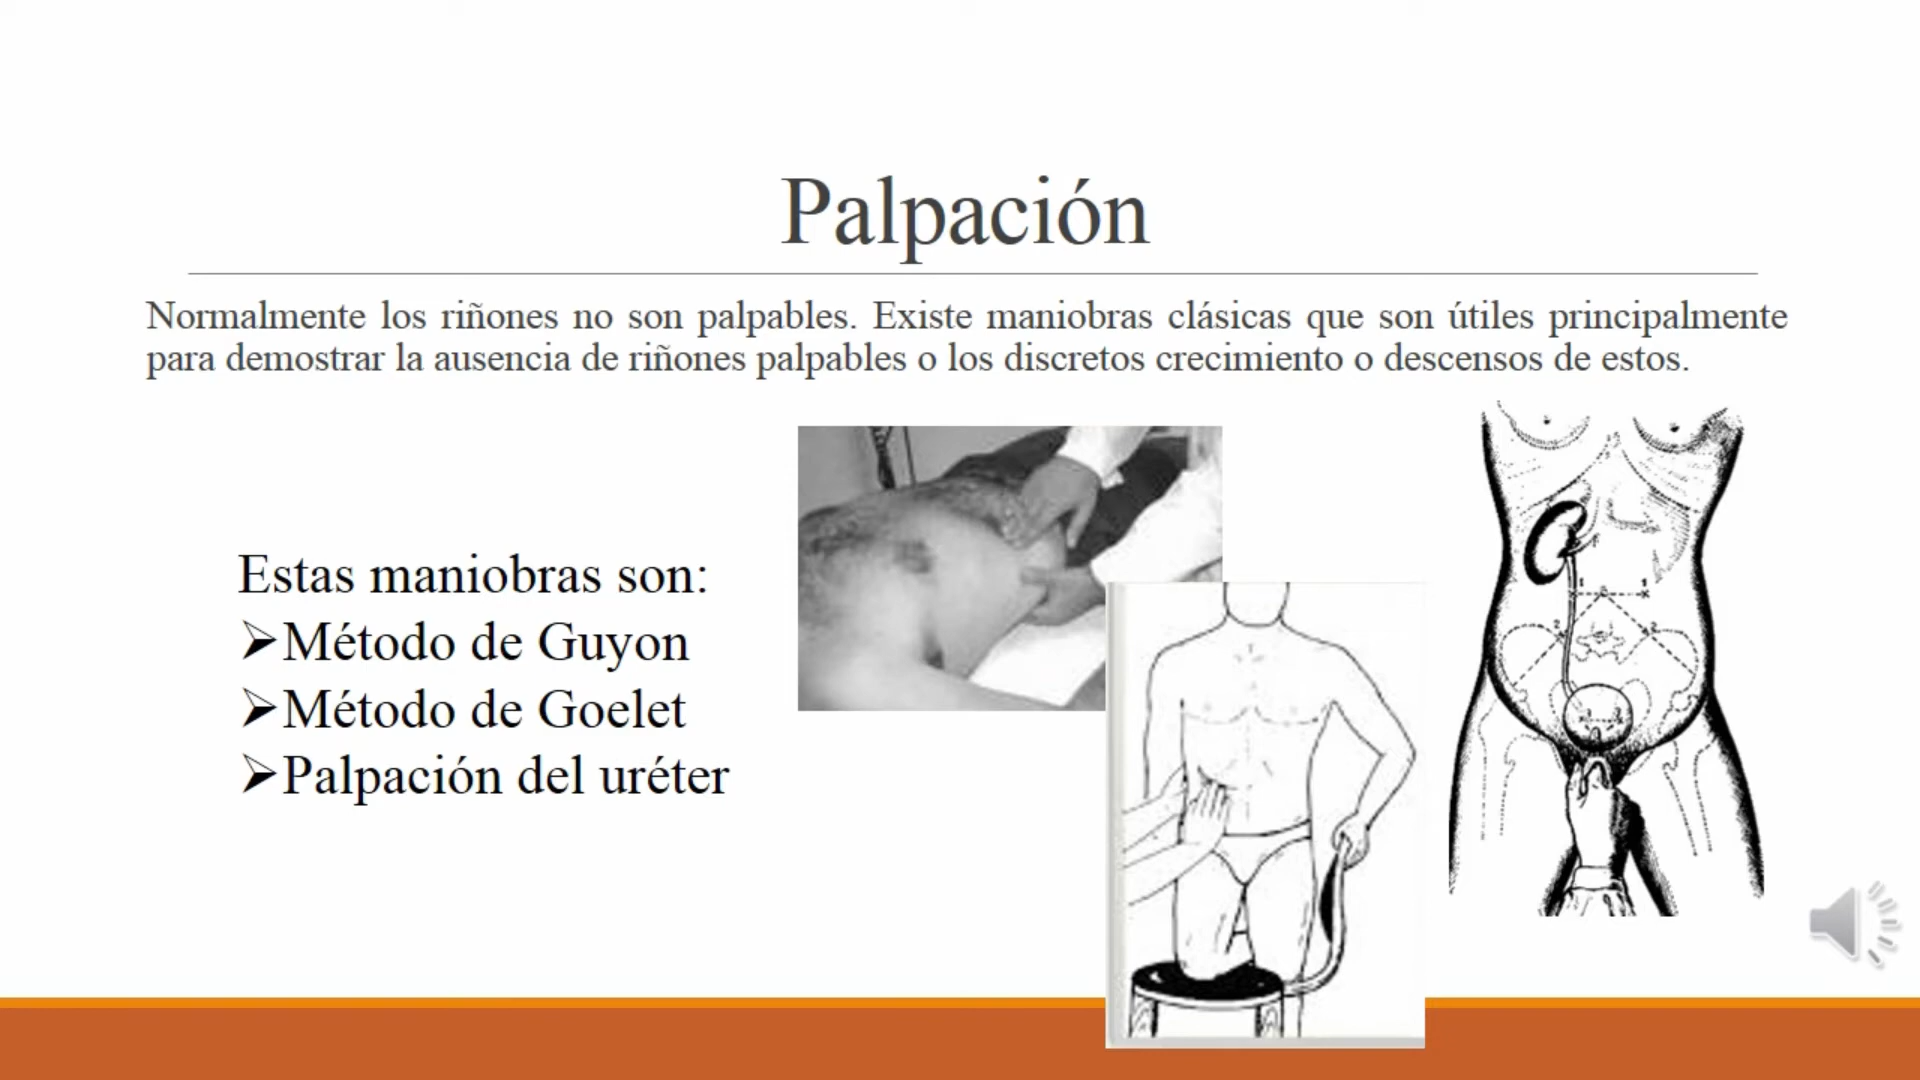 Palpación
Normalmente los riñones no son palpables. Existe maniobras clásicas que son útiles principalmente
para demostrar la ausencia de riñones palpables o los discretos crecimiento o descensos de estos.
Estas maniobras son:
➢Método de Guyon
➢Método de Goelet
➢Palpación del uréter